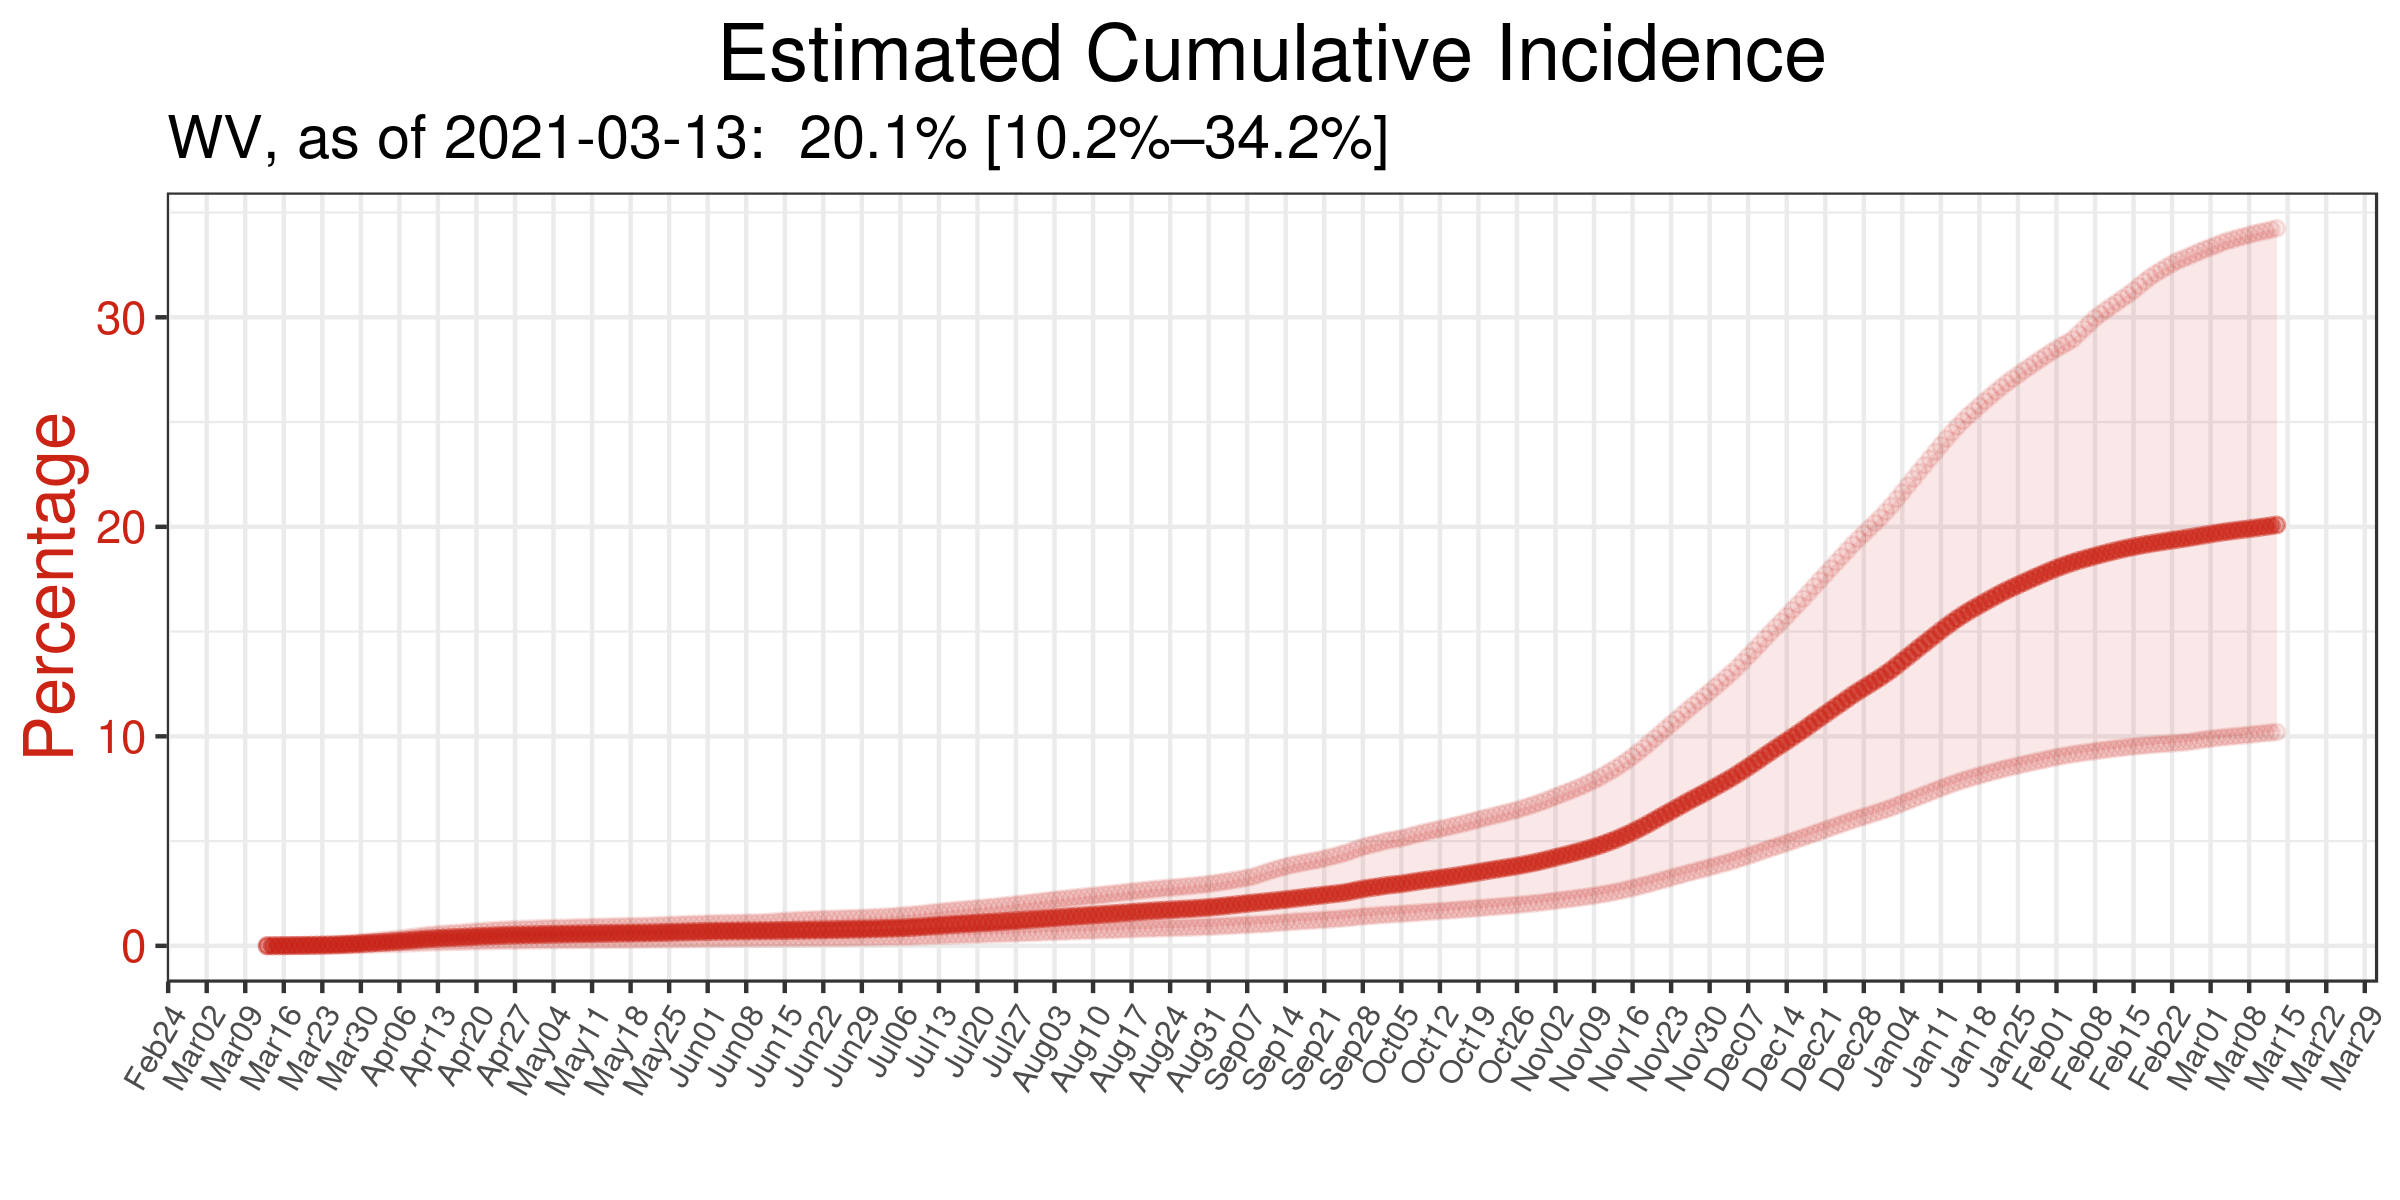 Estimated Cumulative Incidence
WV, as of 2021-03-13:  20.1% [10.2%–34.2%]
Percentage
30
20
10
0
Feb24
Mar02
Mar09
Mar16
Mar23
Mar30
Apr06
Apr13
Apr20
Apr27
May04
May11
May18
May25
Jun01
Jun08
Jun15
Jun22
Jun29
Jul06
Jul13
Jul20
Jul27
Aug03
Aug10
Aug17
Aug24
Aug31
Sep07
Sep14
Sep21
Sep28
Oct05
Oct12
Oct19
Oct26
Nov02
Nov09
Nov16
Nov23
Nov30
Dec07
Dec14
Dec21
Dec28
Jan04
Jan11
Jan18
Jan25
Feb01
Feb08
Feb15
Feb22
Mar01
Mar08
Mar15
Mar22
Mar29